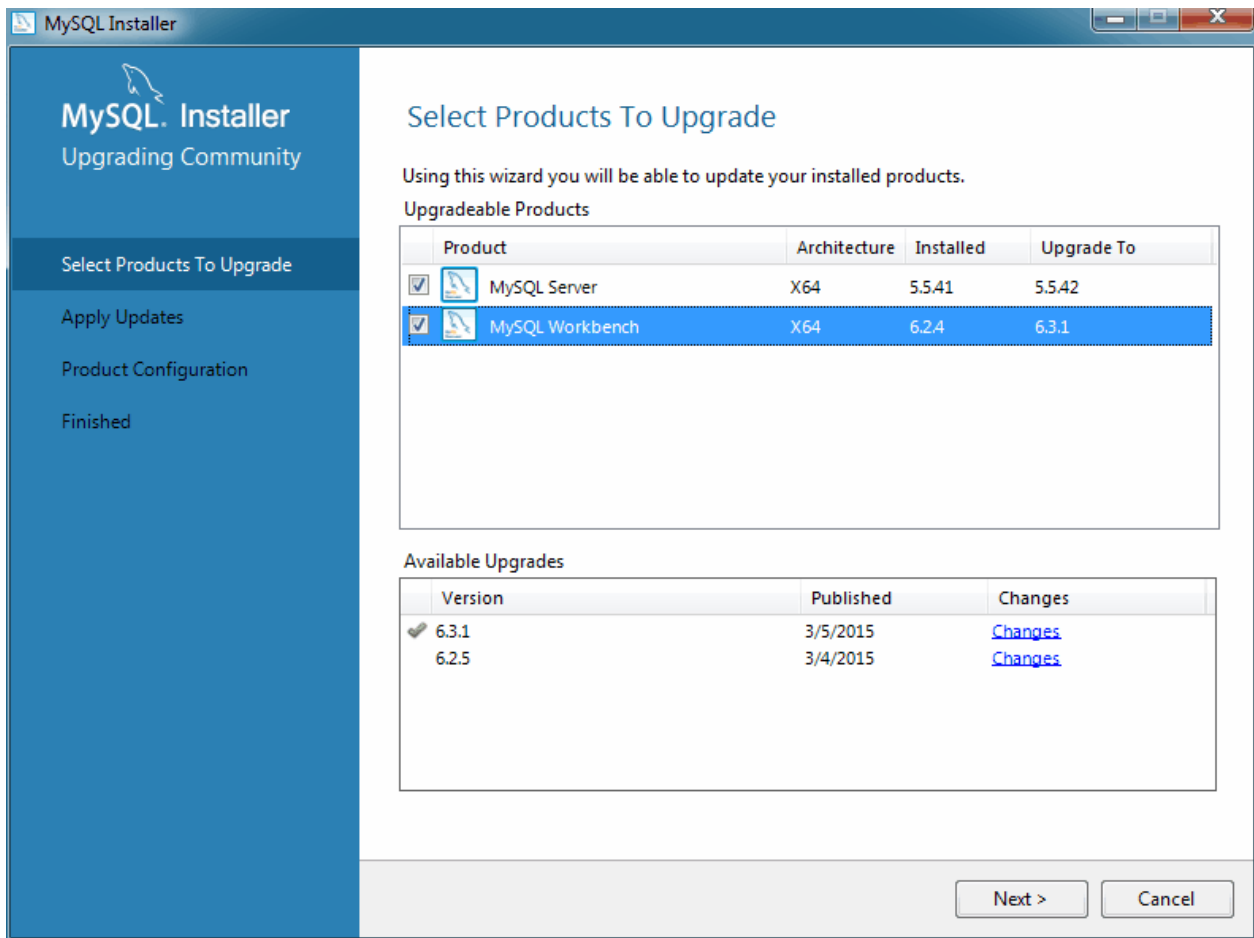 MySQL Installer
MySQL. Installer
Upgrading Community
Select Products To Upgrade
Apply Updates
Product Configuration
Finished
Select Products To Upgrade
Using this wizard you will be able to update your installed products.
Upgradeable Products
Product Architecture Installed Upgrade To
MySQL Server X64 5.5.41 5.5.42
MySQL Workbench X64 6.2.4 6.3.1
Available Upgrades
Version Published Changes
6.3.1 3/5/2015 Changes
6.2.5 3/4/2015 Changes
Next > Cancel